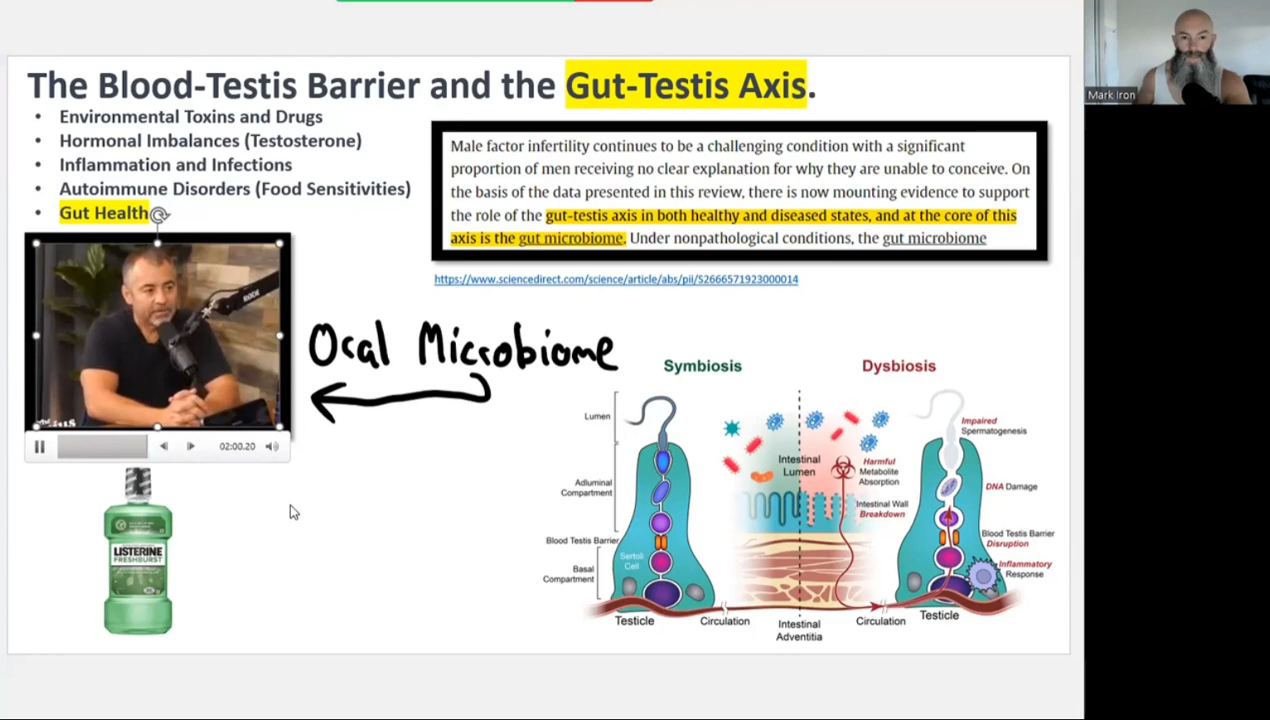 The Blood-Testis Barrier and the Gut-Testis Axis.
• Environmental Toxins and Drugs
• Hormonal Imbalances (Testosterone)
• Inflammation and Infections
• Autoimmune Disorders (Food Sensitivities)
• Gut Health
Male factor infertility continues to be a challenging condition with a significant
proportion of men receiving no clear explanation for why they are unable to conceive. On
the basis of the data presented in this review, there is now mounting evidence to support
the role of the gut-testis axis in both healthy and diseased states, and at the core of this
axis is the gut microbiome. Under nonpathological conditions, the gut microbiome
https://www.sciencedirect.com/science/article/abs/pii/S2666571923000014
Mark Iron
RODE
02:00.20
Oral Microbiome
LISTERINE
FRESHBURST
Symbiosis
Dysbiosis
Lumen
Adluminal
Compartment
Blood Testis Barrier
Basal
Compartment
Sertoli
Cell
Testicle
Circulation
Intestinal
Lumen
Intestinal
Adventitia
Harmful
Metabolite
Absorption
Intestinal Wall
Breakdown
Circulation
Impaired
Spermatogenesis
DNA Damage
Blood Testis Barrier
Disruption
Inflammatory
Response
Testicle